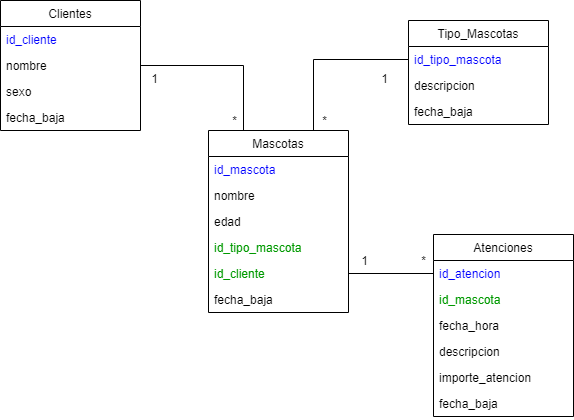 Clientes
id_cliente
nombre
sexo
fecha_baja
1
*
Tipo_Mascotas
id_tipo_mascota
descripcion
fecha_baja
1
*
Mascotas
id_mascota
nombre
edad
id_tipo_mascota
id_cliente
fecha_baja
1
*
Atenciones
id_atencion
id_mascota
fecha_hora
descripcion
importe_atencion
fecha_baja